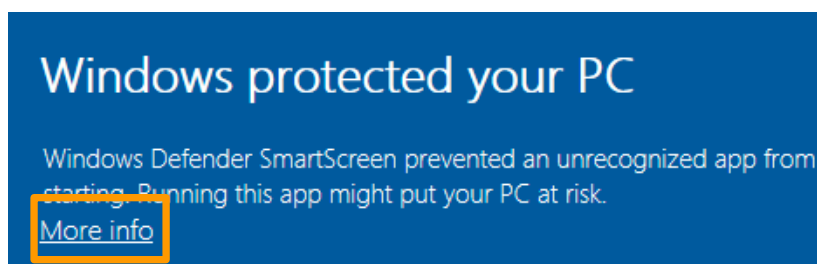 Windows protected your PC
Windows Defender SmartScreen prevented an unrecognized app from
starting. Running this app might put your PC at risk.
More info